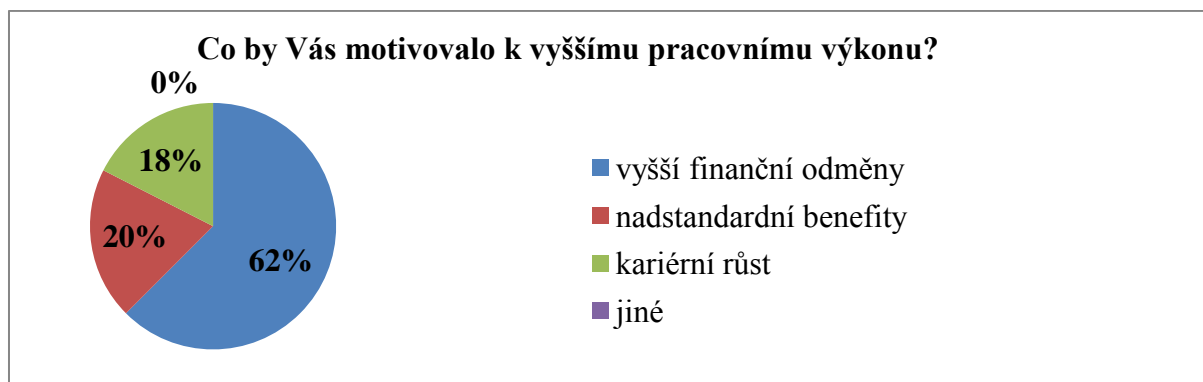 Co by Vás motivovalo k vyššímu pracovnímu výkonu?
0%
18%
20%
62%
vyšší finanční odměny
nadstandardní benefity
kariérní růst
jiné